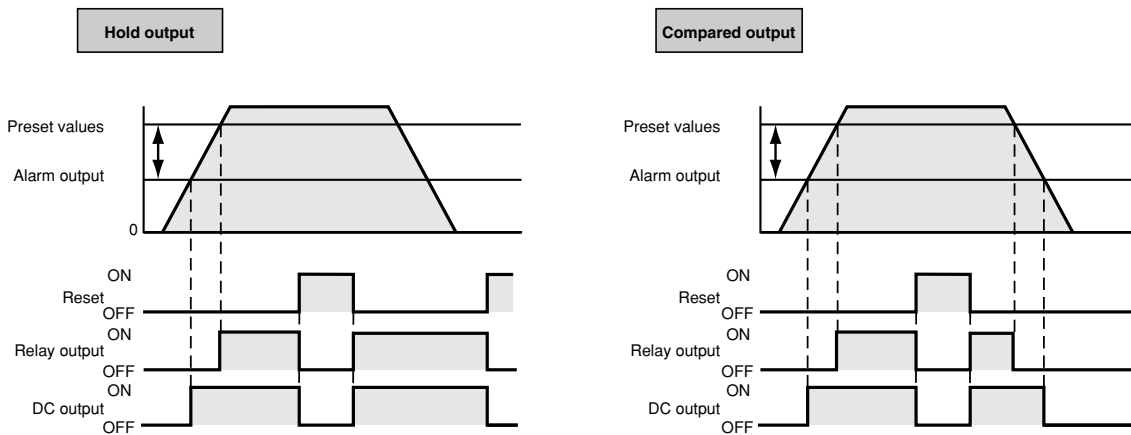 Hold output
Preset values
Alarm output
0
ON
Reset
OFF
ON
Relay output
OFF
ON
DC output
OFF
Compared output
Preset values
Alarm output
ON
Reset
OFF
ON
Relay output
OFF
ON
DC output
OFF